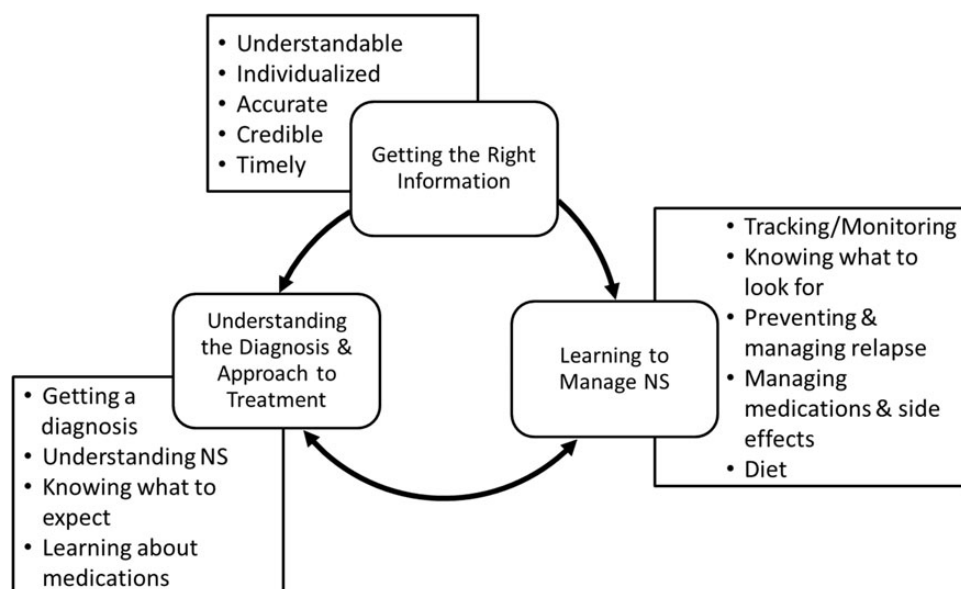 • Understandable
• Individualized
• Accurate
• Credible
• Timely
Getting the Right
Information
• Tracking/Monitoring
• Knowing what to
look for
• Preventing &
managing relapse
• Managing
medications & side
effects
• Diet
Understanding
the Diagnosis &
Approach to
Treatment
Learning to
Manage NS
• Getting a
diagnosis
• Understanding NS
• Knowing what to
expect
• Learning about
medications